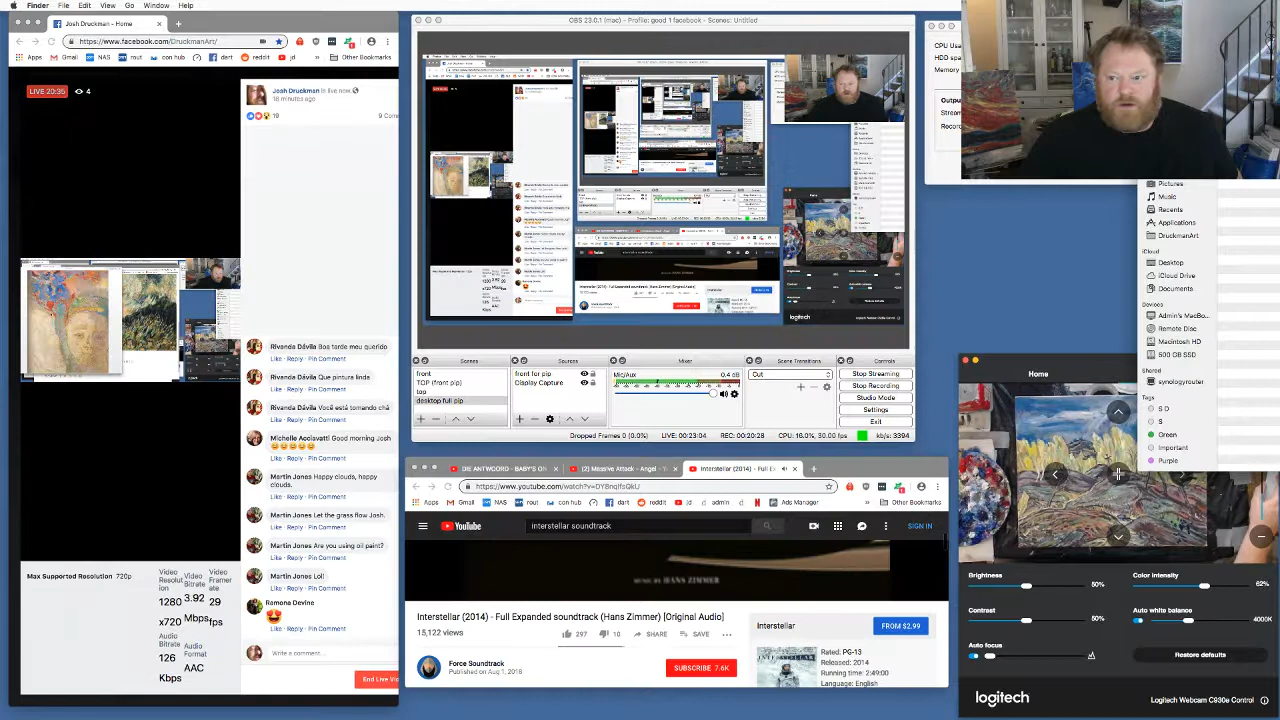 Finder File Edit View Go Window Help
Josh Druckman - Home
https://www.facebook.com/DruckmanArt/
Apps Gmail NAS rout con hub dart reddit jd » Other Bookmarks
LIVE 20:35 4
Josh Druckman is live now.
18 minutes ago
19
Rivanda Dávila Boa tarde meu querido
Like · Reply · Pin Comment
Rivanda Dávila Que pintura linda
Like · Reply · Pin Comment
Rivanda Dávila Você está tomando chá
Like · Reply · Pin Comment
Michelle Acciavatti Good morning Josh
Like · Reply · Pin Comment
Martin Jones Happy clouds, happy
clouds.
Like · Reply · Pin Comment
Martin Jones Let the grass flow Josh.
Like · Reply · Pin Comment
Martin Jones Are you using oil paint?
Like · Reply · Pin Comment
Martin Jones Lol!
Like · Reply · Pin Comment
Ramona Devine
Like · Reply · Pin Comment
Write a comment...
End Live Vid
Max Supported Resolution 720p
Video
Resolut
ion
1280
x720
Video
Bitrate
3.92
Mbps
Video
Framer
ate
29
fps
Audio
Bitrate
126
Kbps
Audio
Format
AAC
OBS 23.0.1 (mac) - Profile: good 1 facebook - Scenes: Untitled
Scenes
front
TOP (front pip)
top
desktop full pip
Sources
front for pip
Display Capture
Mixer
Mic/Aux 0.4 dB
Scene Transitions
Cut
Controls
Stop Streaming
Stop Recording
Studio Mode
Settings
Exit
Dropped Frames 0 (0.0%) LIVE: 00:23:04 REC: 00:20:28 CPU: 16.0%, 30.00 fps kb/s: 3394
DIE ANTWOORD - BABY'S ON
(2) Massive Attack - Angel - Y
Interstellar (2014) - Full Ex
https://www.youtube.com/watch?v=DY8nqlfsQkU
Apps Gmail NAS rout con hub dart reddit jd admin Ads Manager » Other Bookmarks
YouTube
interstellar soundtrack
SIGN IN
MUSIC BY HANS ZIMMER
Interstellar (2014) - Full Expanded soundtrack (Hans Zimmer) [Original Audio]
15,122 views
297 10 SHARE SAVE
Force Soundtrack
Published on Aug 1, 2018
SUBSCRIBE 7.6K
Interstellar
FROM $2.99
Rated: PG-13
Released: 2014
Running time: 2:49:00
Language: English
CPU Usa
HDD spa
Memory
Output
Stream
Record
Pictures
Music
Recents
Applications
DuckmanArt
iCloud
Desktop
iCloud Drive
Documents
Devices
Admin's MacBo...
Remote Disc
Macintosh HD
500 GB SSD
Shared
synologyrouter
Tags
S D
S
Green
Important
Purple
Home
Brightness 50%
Color intensity 62%
Contrast 50%
Auto white balance 4000K
Auto focus
Restore defaults
logitech
Logitech Webcam C930e Control